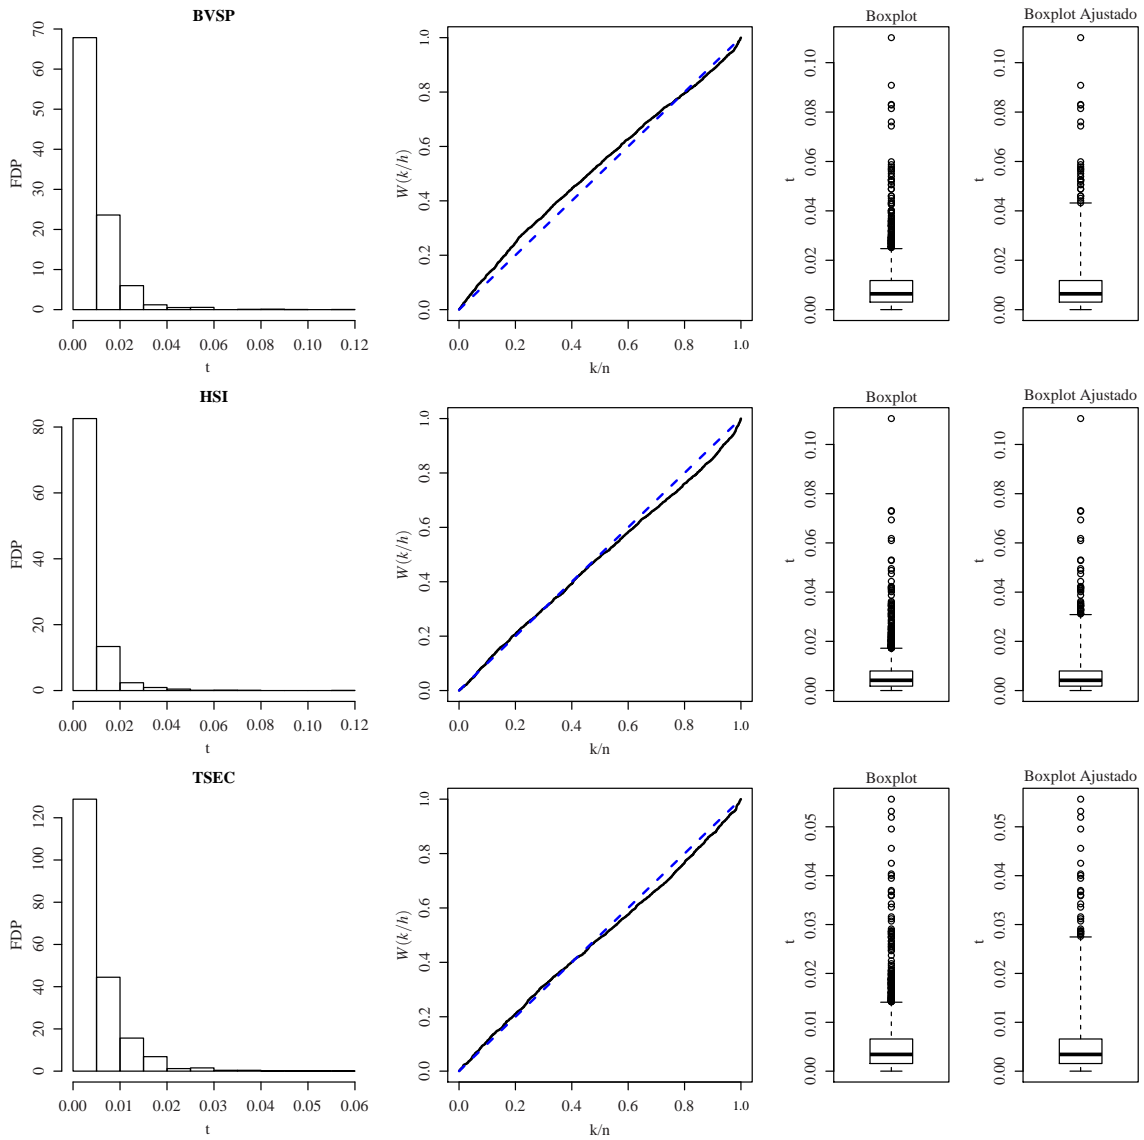 BVSP
FDP
0 10 20 30 40 50 60 70
0.00 0.02 0.04 0.06 0.08 0.10 0.12
t
W(k/h)
0.0 0.2 0.4 0.6 0.8 1.0
0.0 0.2 0.4 0.6 0.8 1.0
k/n
Boxplot
t
0.00 0.02 0.04 0.06 0.08 0.10
Boxplot Ajustado
t
0.00 0.02 0.04 0.06 0.08 0.10
HSI
FDP
0 20 40 60 80
0.00 0.02 0.04 0.06 0.08 0.10 0.12
t
W(k/h)
0.0 0.2 0.4 0.6 0.8 1.0
0.0 0.2 0.4 0.6 0.8 1.0
k/n
Boxplot
t
0.00 0.02 0.04 0.06 0.08 0.10
Boxplot Ajustado
t
0.00 0.02 0.04 0.06 0.08 0.10
TSEC
FDP
0 20 40 60 80 100 120
0.00 0.01 0.02 0.03 0.04 0.05 0.06
t
W(k/h)
0.0 0.2 0.4 0.6 0.8 1.0
0.0 0.2 0.4 0.6 0.8 1.0
k/n
Boxplot
t
0.00 0.01 0.02 0.03 0.04 0.05
Boxplot Ajustado
t
0.00 0.01 0.02 0.03 0.04 0.05